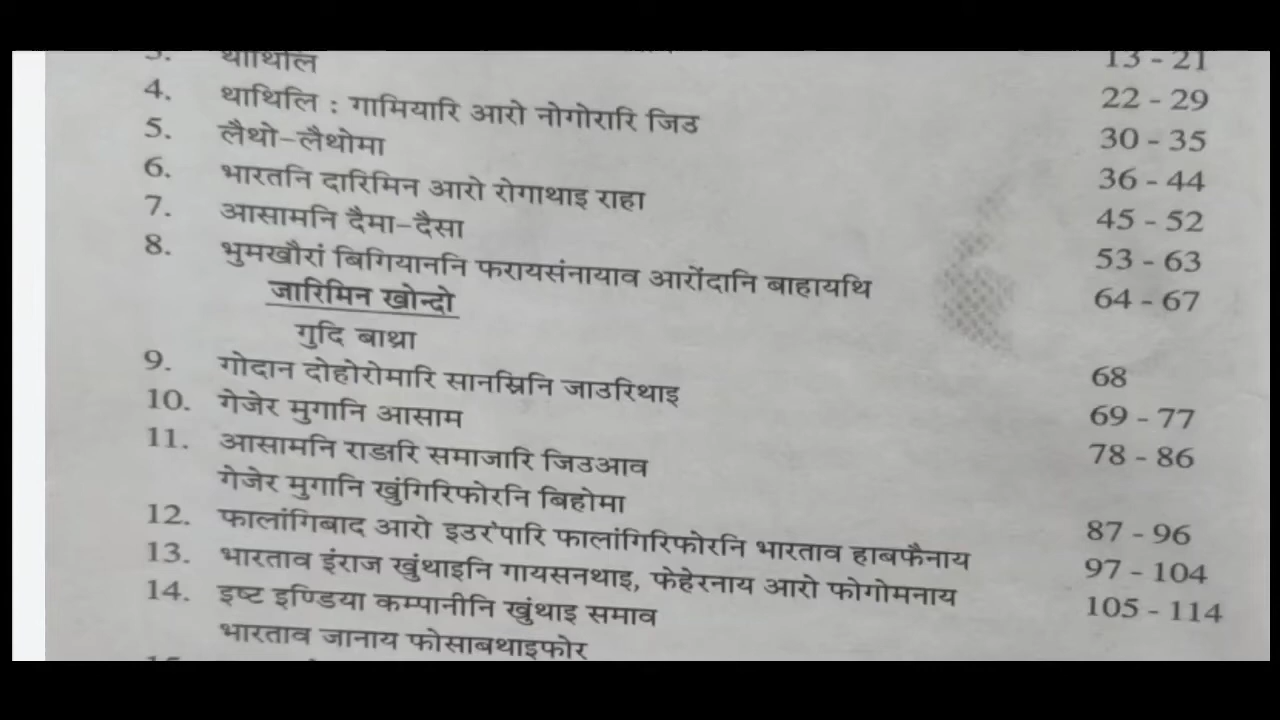 13 - 21
3. थाथिलि 22 - 29
4. थाथिलि : गामियारि आरो नोगोरारि जिउ 30 - 35
5. लैथो-लैथोमा 36 - 44
6. भारतनि दारिमिन आरो रोगाथाइ राहा 45 - 52
7. आसामनि दैमा-दैसा 53 - 63
8. भुमखौरां बिगियाननि फरायसंनायाव आरोंदानि बाहायथि 64 - 67
जारिमिन खोन्दो
गुदि बाथ्रा 68
9. गोदान दोहोरोमारि सानस्रिनि जाउरिथाइ 69 - 77
10. गेजेर मुगानि आसाम 78 - 86
11. आसामनि राङारि समाजारि जिउआव
गेजेर मुगानि खुंगिरिफोरनि बिहोमा 87 - 96
12. फालांगिबाद आरो इउर'पारि फालांगिरिफोरनि भारताव हाबफैनाय 97 - 104
13. भारताव इंराज खुंथाइनि गायसनथाइ, फेहेरनाय आरो फोगोमनाय 105 - 114
14. इष्ट इण्डिया कम्पानीनि खुंथाइ समाव
भारताव जानाय फोसाबथाइफोर